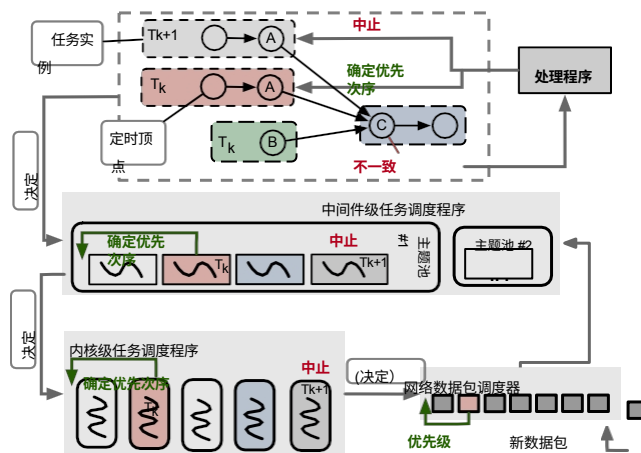 任务实
例
Tk+1
A
中止
确定优先
次序
处理程序
Tk
A
定时顶
点
Tk
B
C
不一致
决定
中间件级任务调度程序
确定优先
次序
Tk
中止
Tk+1
主题池
#1
主题池 #2
...
决定
内核级任务调度程序
确定优先次序
Tk
中止
Tk+1
(决定)
网络数据包调度器
优先级
新数据包